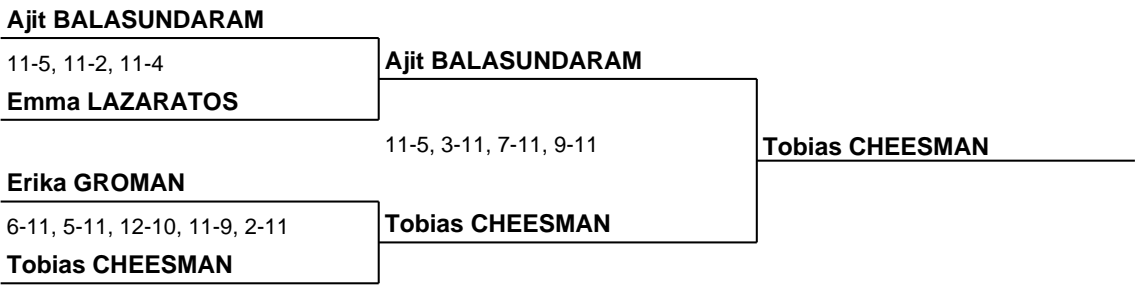 Ajit BALASUNDARAM
11-5, 11-2, 11-4
Ajit BALASUNDARAM
Emma LAZARATOS
11-5, 3-11, 7-11, 9-11
Tobias CHEESMAN
Erika GROMAN
6-11, 5-11, 12-10, 11-9, 2-11
Tobias CHEESMAN
Tobias CHEESMAN